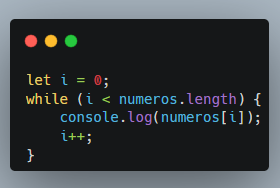 let i = 0;
while (i < numeros.length) {
    console.log(numeros[i]);
    i++;
}